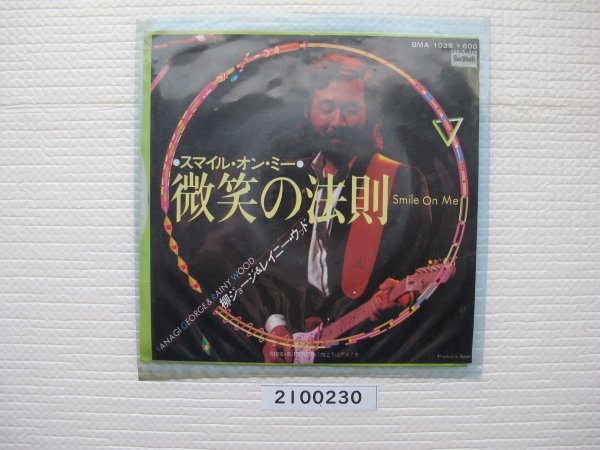 BMA-1028 ¥600
Bourbon
•スマイル・オン・ミー•
微笑の法則
Smile On Me
柳ジョージ&レイニー・ウッド
YANAGI GEORGE & RAINY WOOD
Printed in Japan
2100230